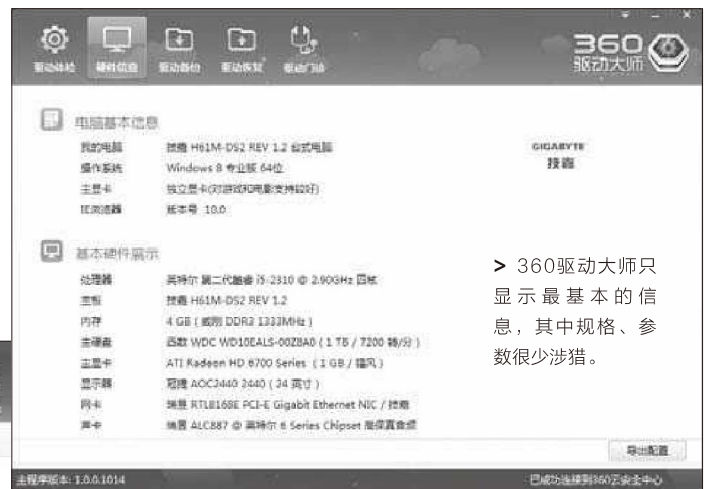 驱动体检 硬件信息 驱动备份 驱动恢复 驱动门诊
360
驱动大师
电脑基本信息
我的电脑 技嘉 H61M-DS2 REV 1.2 台式电脑
操作系统 Windows 8 专业版 64位
主显卡 独立显卡(对游戏和电影支持较好)
IE浏览器 版本号 10.0
GIGABYTE
技嘉
基本硬件展示
处理器 英特尔 第二代酷睿 i5-2310 @ 2.90GHz 四核
主板 技嘉 H61M-DS2 REV 1.2
内存 4 GB ( 威刚 DDR3 1333MHz )
主硬盘 西数 WDC WD10EALS-00Z8A0 ( 1 TB / 7200 转/分 )
主显卡 ATI Radeon HD 6700 Series ( 1 GB / 镭风 )
显示器 冠捷 AOC2440 2440 ( 24 英寸 )
网卡 瑞昱 RTL8168E PCI-E Gigabit Ethernet NIC / 技嘉
声卡 瑞昱 ALC887 @ 英特尔 6 Series Chipset 高保真音频
> 360驱动大师只
显示最基本的信
息，其中规格、参
数很少涉猎。
导出配置
主程序版本: 1.0.0.1014
已成功连接到360云安全中心